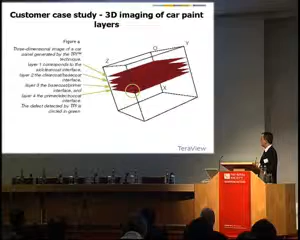 Customer case study - 3D imaging of car paint
layers
Figure a
Three-dimensional image of a car
panel generated by the TPI™
technique.
layer 1 corresponds to the
air/clearcoat interface,
layer 2 the clearcoat/basecoat
interface,
layer 3 the basecoat/primer
interface, and
layer 4 the primer/electrocoat
interface.
The defect detected by TPI is
circled in green
Z
O
Y
X
TeraView